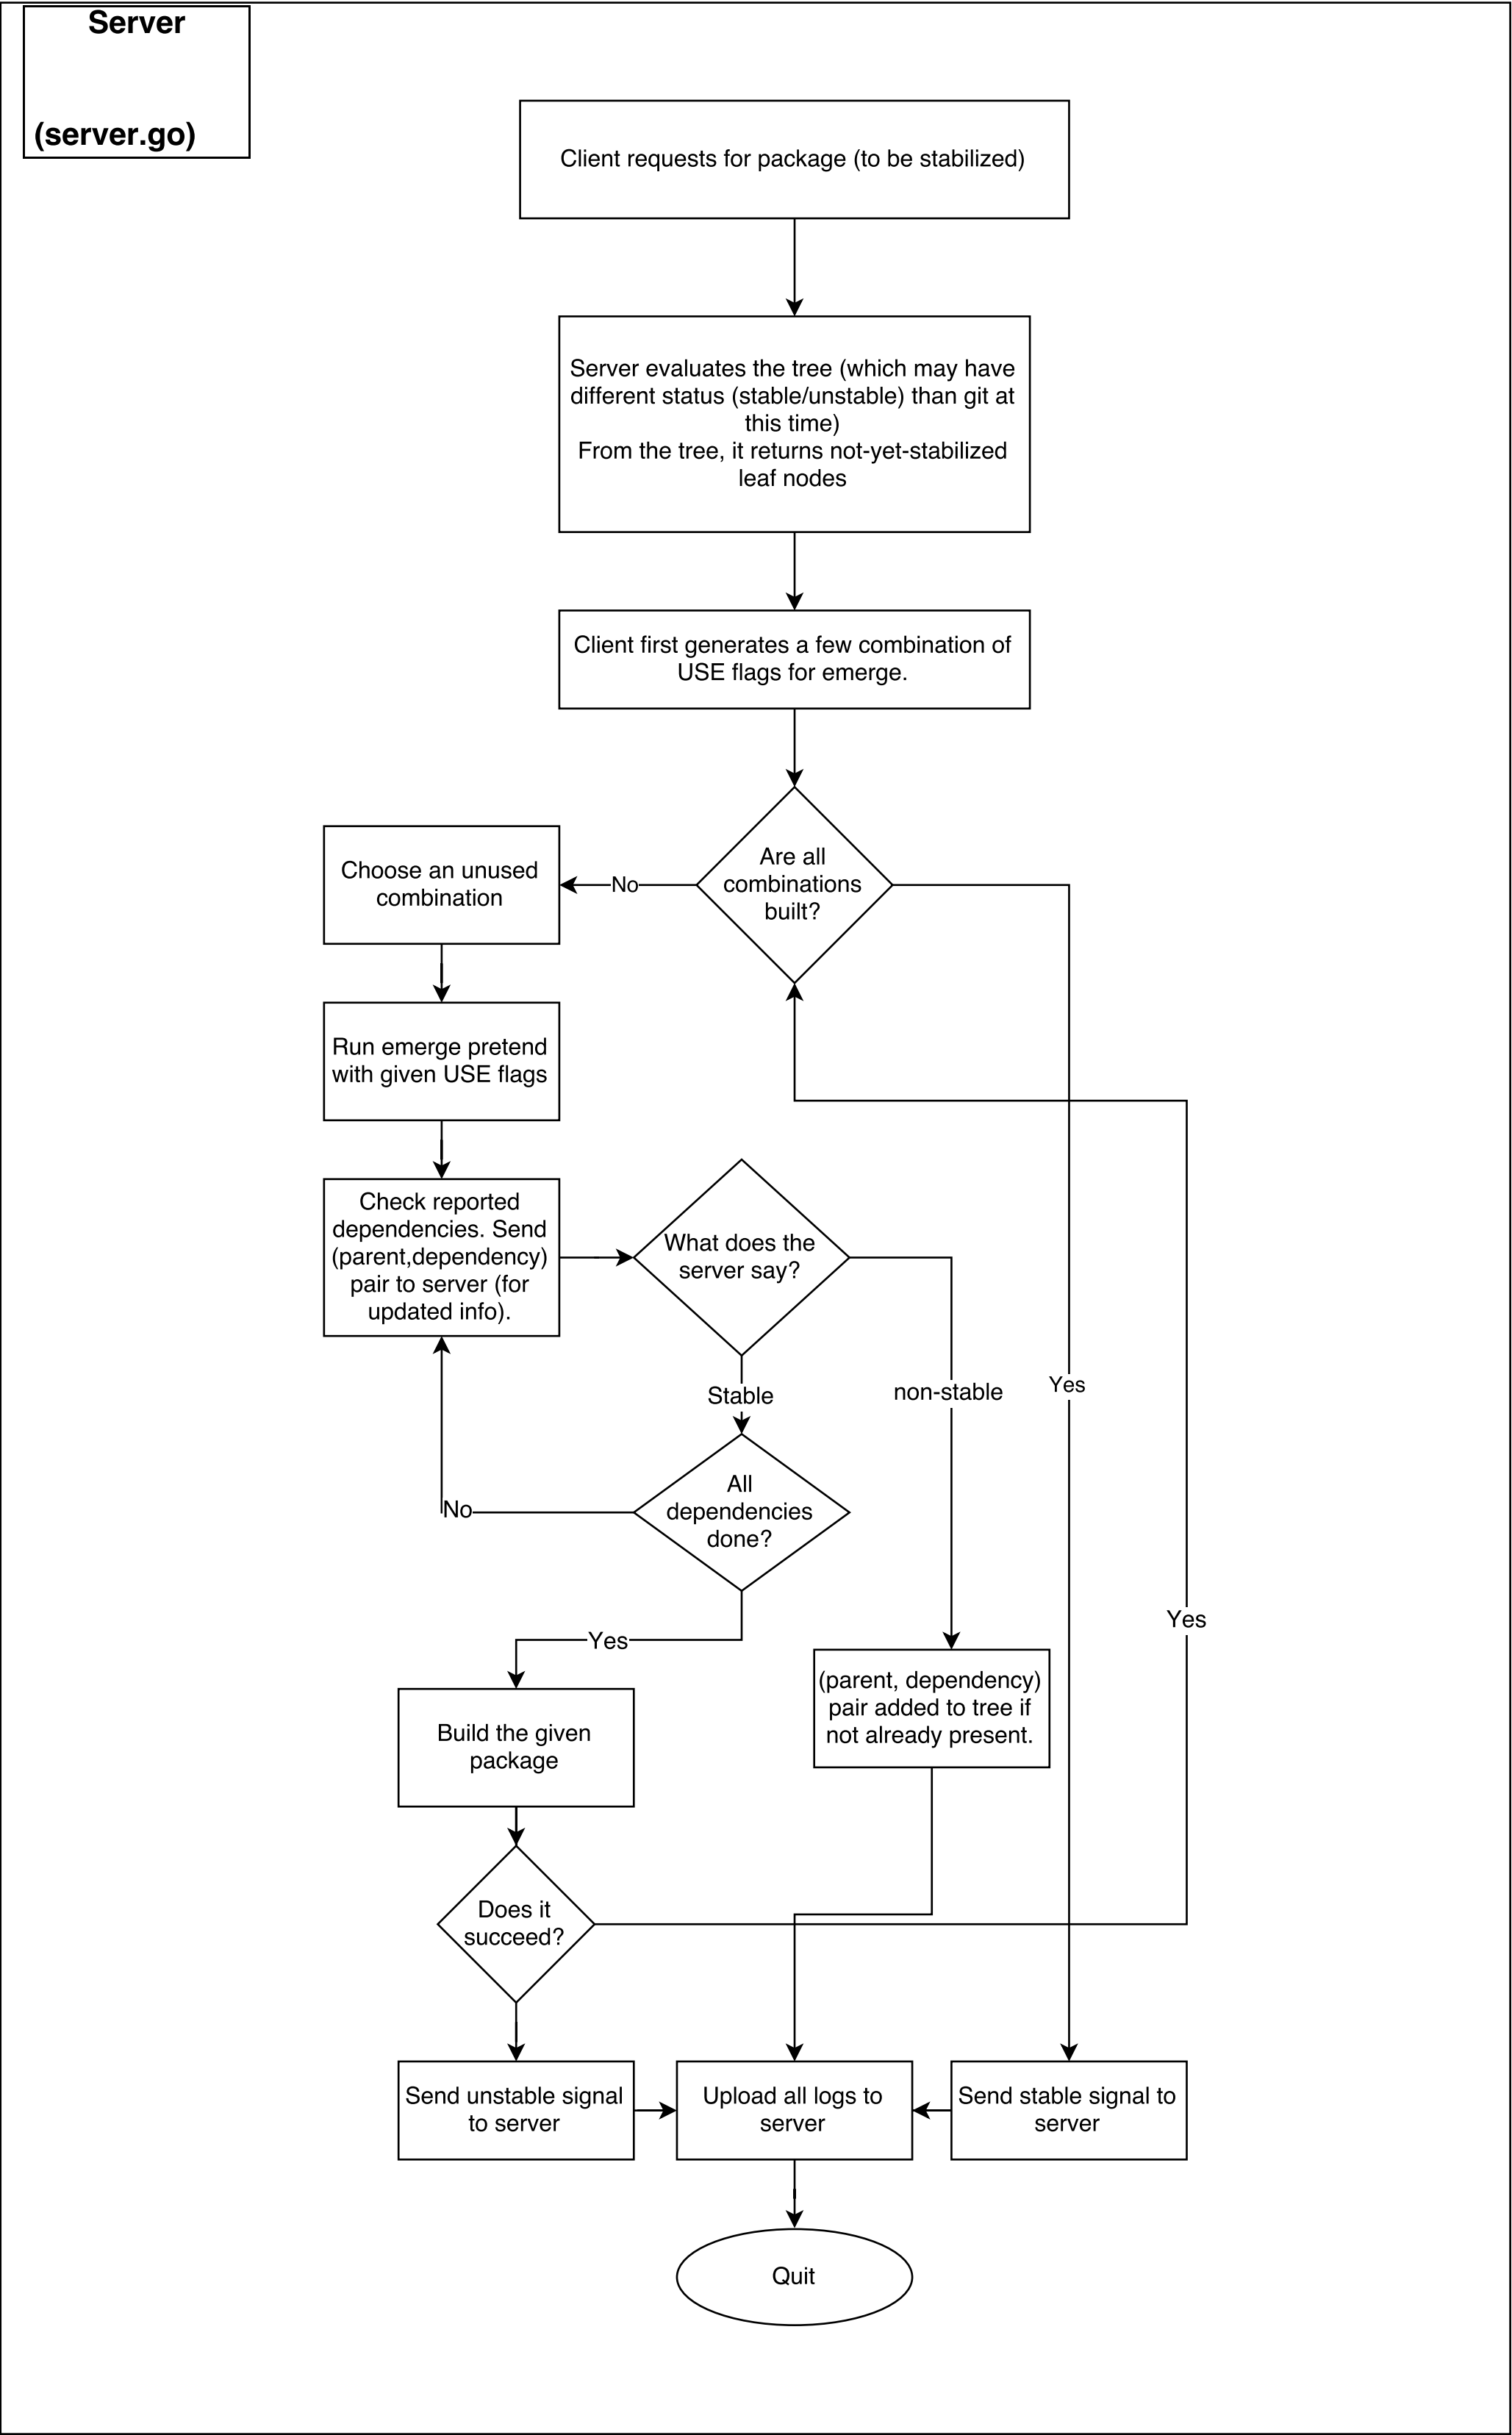 Server
(server.go)
Client requests for package (to be stabilized)
Server evaluates the tree (which may have
different status (stable/unstable) than git at
this time)
From the tree, it returns not-yet-stabilized
leaf nodes
Client first generates a few combination of
USE flags for emerge.
Are all
combinations
built?
No
Choose an unused
combination
Run emerge pretend
with given USE flags
Check reported
dependencies. Send
(parent,dependency)
pair to server (for
updated info).
What does the
server say?
Stable
non-stable
Yes
All
dependencies
done?
No
Yes
Yes
(parent, dependency)
pair added to tree if
not already present.
Build the given
package
Does it
succeed?
Send unstable signal
to server
Upload all logs to
server
Send stable signal to
server
Quit